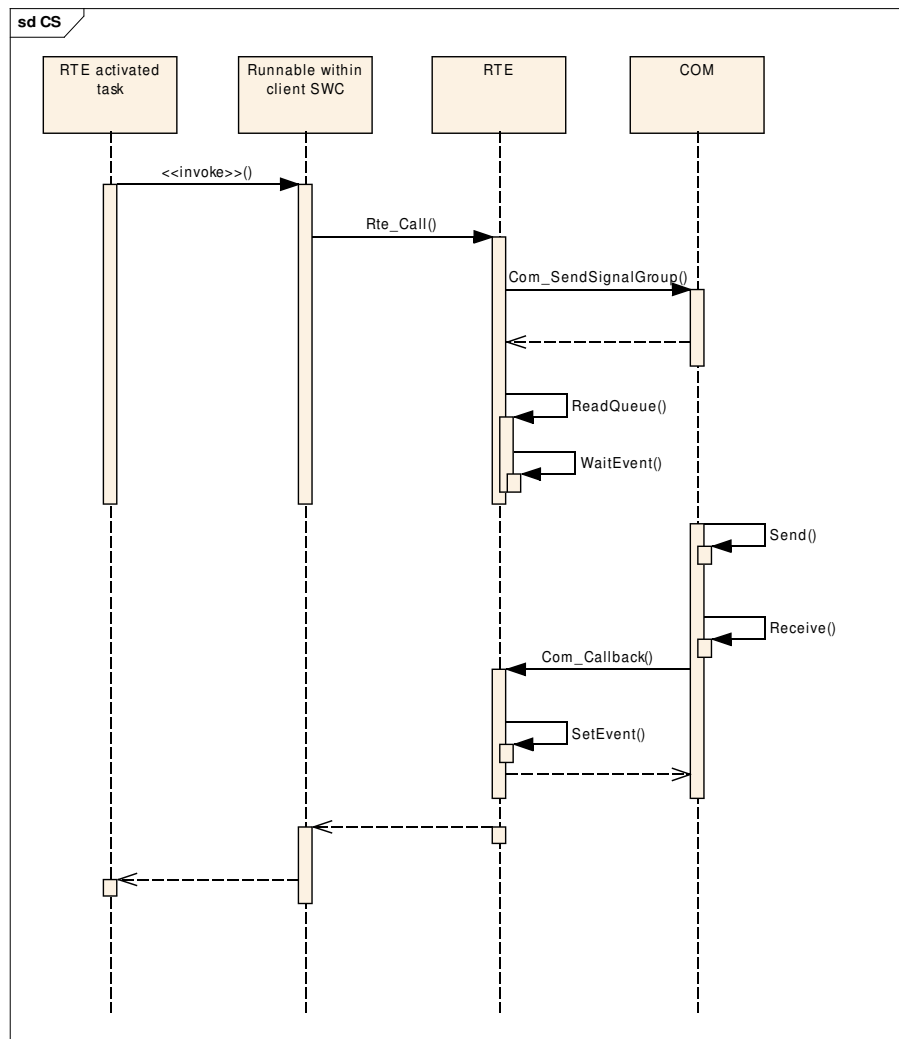 sd CS
RTE activated
task
Runnable within
client SWC
RTE
COM
<<invoke>>()
Rte_Call()
Com_SendSignalGroup()
ReadQueue()
WaitEvent()
Send()
Receive()
Com_Callback()
SetEvent()